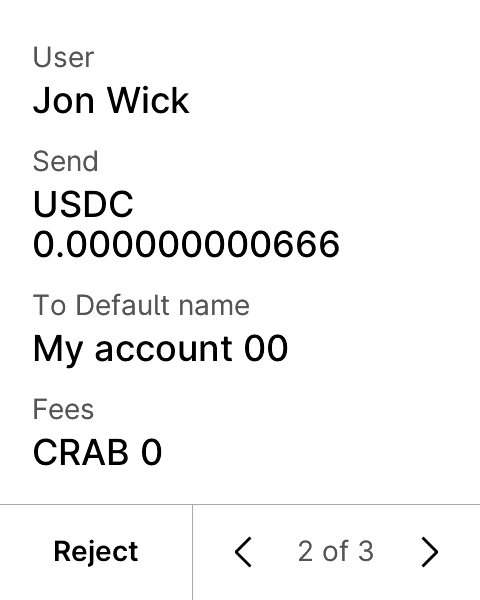 User
Jon Wick
Send
USDC
0.000000000666
To Default name
My account 00
Fees
CRAB 0
Reject
2 of 3